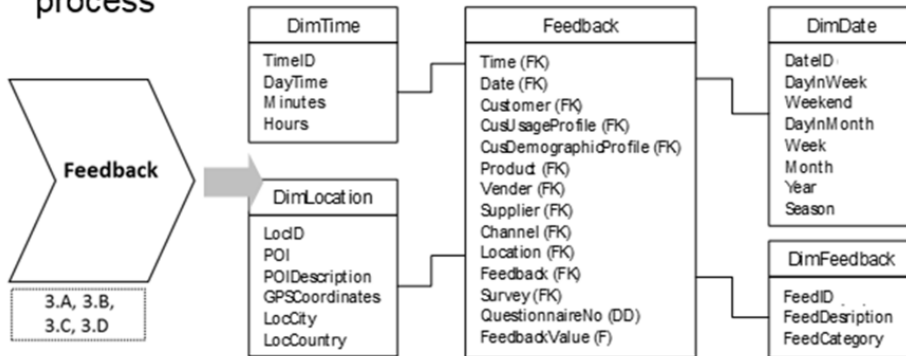 process
Feedback
3.A, 3.B,
3.C, 3.D
DimTime
TimeID
DayTime
Minutes
Hours
DimLocation
LocID
POI
POIDescription
GPSCoordinates
LocCity
LocCountry
Feedback
Time (FK)
Date (FK)
Customer (FK)
CusUsageProfile (FK)
CusDemographicProfile (FK)
Product (FK)
Vender (FK)
Supplier (FK)
Channel (FK)
Location (FK)
Feedback (FK)
Survey (FK)
QuestionnaireNo (DD)
FeedbackValue (F)
DimDate
DateID
DayInWeek
Weekend
DayInMonth
Week
Month
Year
Season
DimFeedback
FeedID
FeedDesription
FeedCategory